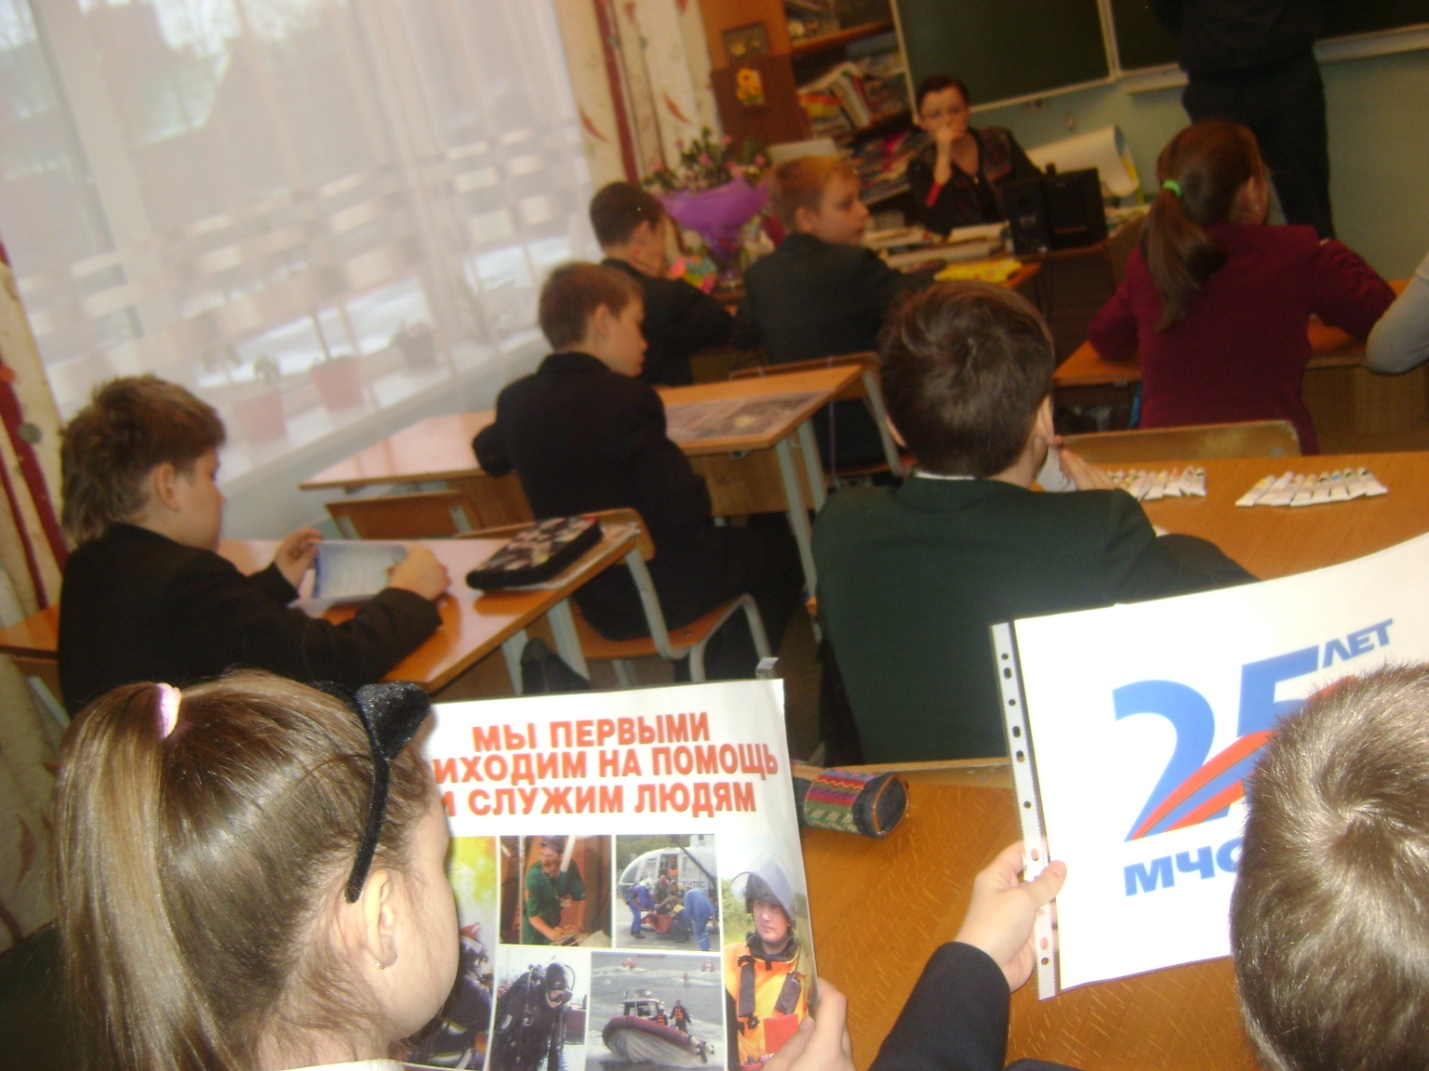 МЫ ПЕРВЫМИ
ИХОДИМ НА ПОМОЩЬ
И СЛУЖИМ ЛЮДЯМ
25 ЛЕТ
МЧС